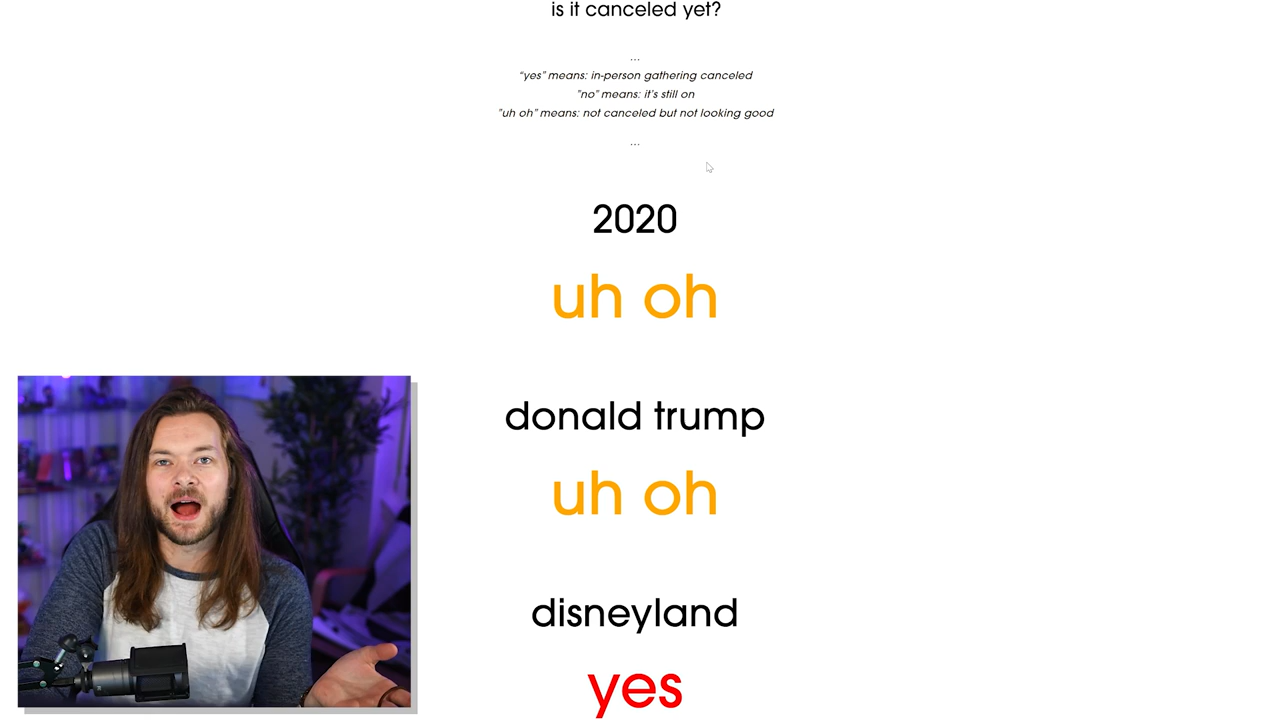 is it canceled yet?
...
“yes” means: in-person gathering canceled
"no" means: it's still on
"uh oh" means: not canceled but not looking good
...
2020
uh oh
donald trump
uh oh
disneyland
yes